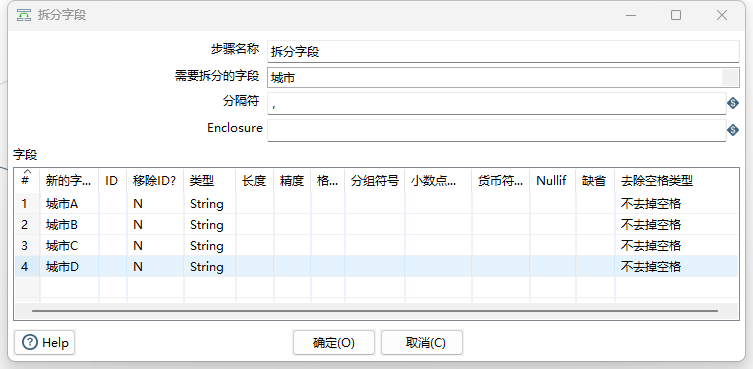 拆分字段
步骤名称 拆分字段
需要拆分的字段 城市
分隔符 ,
Enclosure
字段
# 新的字... ID 移除ID? 类型 长度 精度 格... 分组符号 小数点... 货币符... Nullif 缺省 去除空格类型
1 城市A N String 不去掉空格
2 城市B N String 不去掉空格
3 城市C N String 不去掉空格
4 城市D N String 不去掉空格
Help 确定(O) 取消(C)